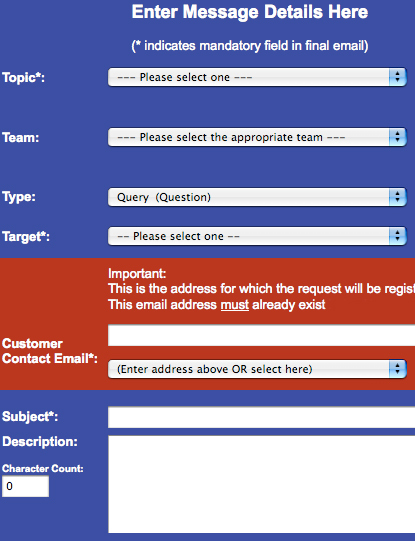 Enter Message Details Here
(* indicates mandatory field in final email)
Topic*: --- Please select one ---
Team: --- Please select the appropriate team ---
Type: Query (Question)
Target*: -- Please select one --
Important:
This is the address for which the request will be regist
This email address must already exist
Customer
Contact Email*:
(Enter address above OR select here)
Subject*:
Description:
Character Count:
0